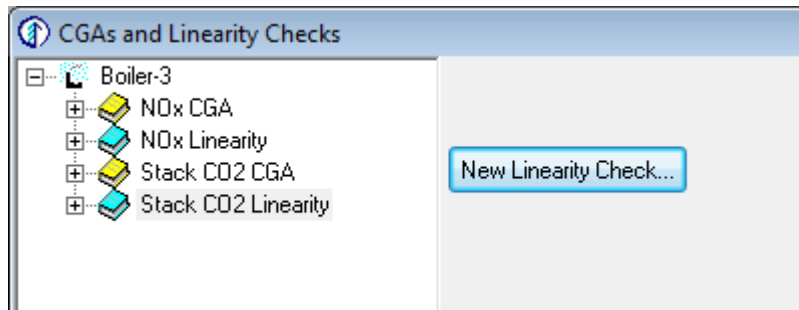 CGAs and Linearity Checks
Boiler-3
NOx CGA
NOx Linearity
Stack CO2 CGA
Stack CO2 Linearity
New Linearity Check...